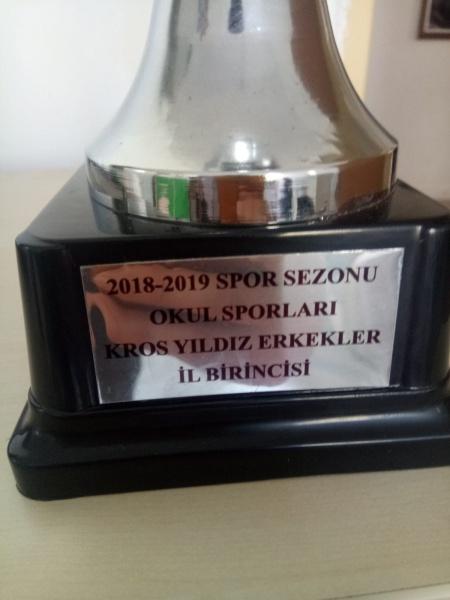 2018-2019 SPOR SEZONU
OKUL SPORLARI
KROS YILDIZ ERKEKLER
İL BİRİNCİSİ